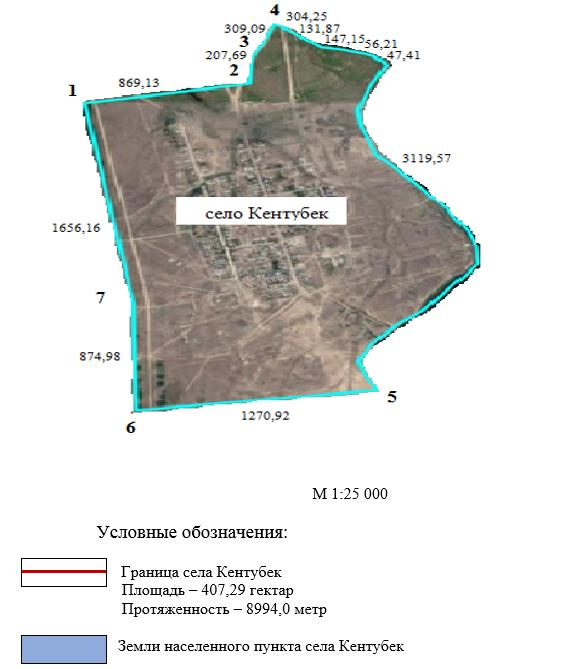 4
304,25
309,09
131,87
3
147,15
56,21
207,69
47,41
2
869,13
1
3119,57
село Кентубек
1656,16
7
874,98
5
1270,92
6
М 1:25 000
Условные обозначения:
Граница села Кентубек
Площадь – 407,29 гектар
Протяженность – 8994,0 метр
Земли населенного пункта села Кентубек